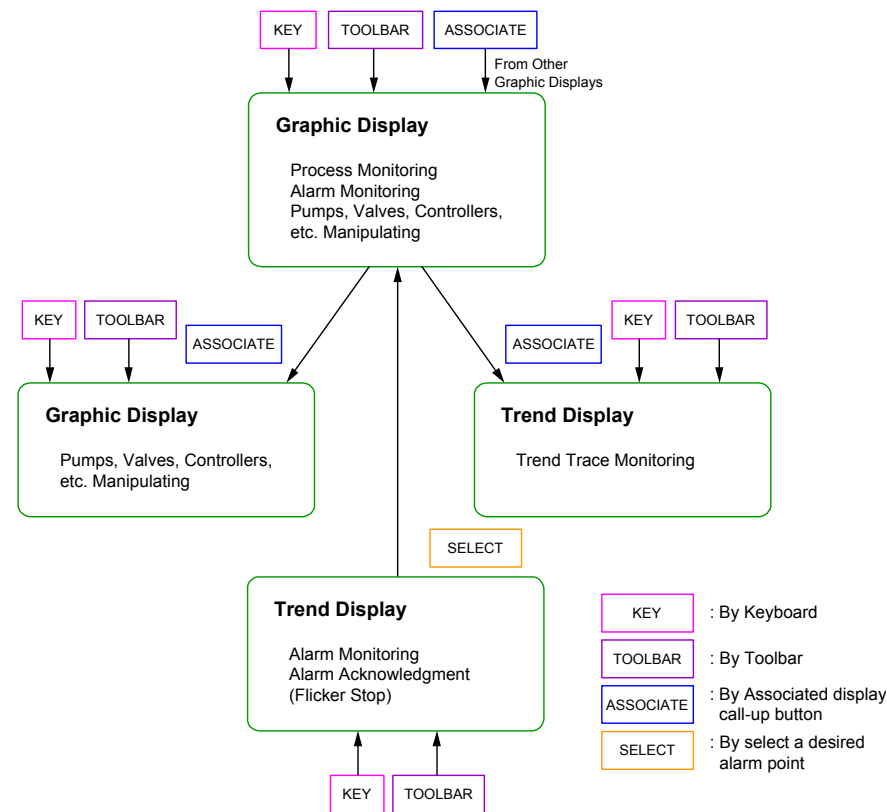 KEY
TOOLBAR
ASSOCIATE
From Other
Graphic Displays
Graphic Display
Process Monitoring
Alarm Monitoring
Pumps, Valves, Controllers,
etc. Manipulating
KEY
TOOLBAR
ASSOCIATE
ASSOCIATE
KEY
TOOLBAR
Graphic Display
Pumps, Valves, Controllers,
etc. Manipulating
Trend Display
Trend Trace Monitoring
SELECT
Trend Display
Alarm Monitoring
Alarm Acknowledgment
(Flicker Stop)
KEY
TOOLBAR
KEY : By Keyboard
TOOLBAR : By Toolbar
ASSOCIATE : By Associated display
call-up button
SELECT : By select a desired
alarm point